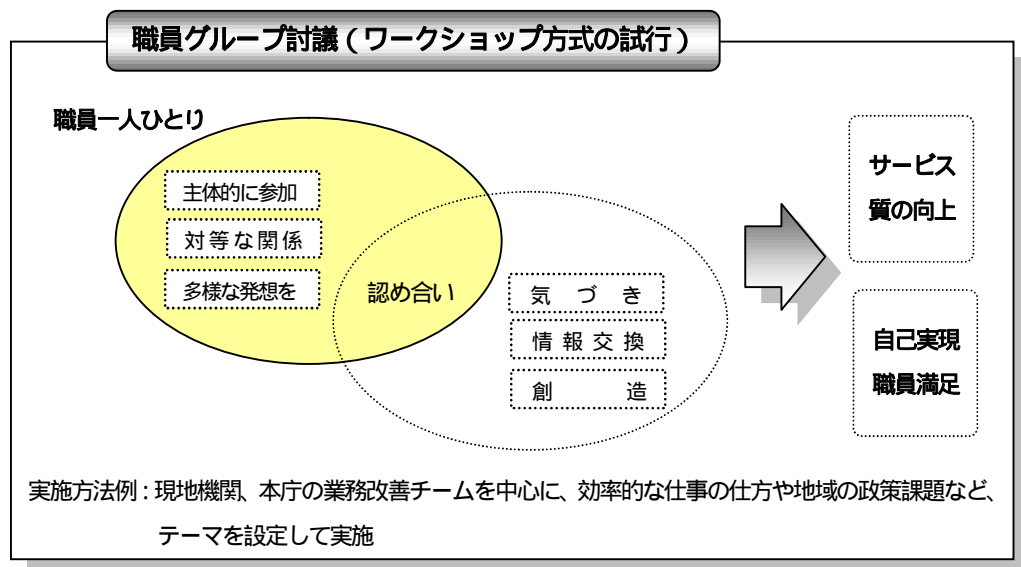 職員グループ討議(ワークショップ方式の試行)
職員一人ひとり
主体的に参加
対等な関係
多様な発想を
認め合い
気づき
情報交換
創造
サービス
質の向上
自己実現
職員満足
実施方法例:現地機関、本庁の業務改善チームを中心に、効率的な仕事の仕方や地域の政策課題など、
テーマを設定して実施